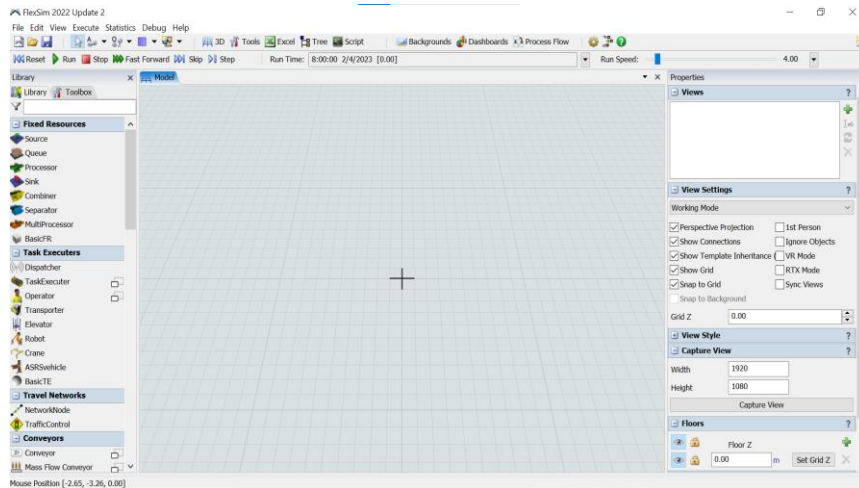 FlexSim 2022 Update 2
File Edit View Execute Statistics Debug Help
3D Tools Excel Tree Script Backgrounds Dashboards Process Flow
Reset Run Stop Fast Forward Skip Step Run Time: 8:00:00 2/4/2023 [0.00] Run Speed: 4.00
Library
Library Toolbox
Fixed Resources
Source
Queue
Processor
Sink
Combiner
Separator
MultiProcessor
BasicFR
Task Executers
Dispatcher
TaskExecuter
Operator
Transporter
Elevator
Robot
Crane
ASRSvehicle
BasicTE
Travel Networks
NetworkNode
TrafficControl
Conveyors
Conveyor
Mass Flow Conveyor
Mouse Position [-2.65, -3.26, 0.00]
Model
Properties
Views ?
View Settings ?
Working Mode
Perspective Projection 1st Person
Show Connections Ignore Objects
Show Template Inheritance ( VR Mode
Show Grid RTX Mode
Snap to Grid Sync Views
Snap to Background
Grid Z 0.00
View Style ?
Capture View ?
Width 1920
Height 1080
Capture View
Floors ?
Floor Z
0.00 m Set Grid Z